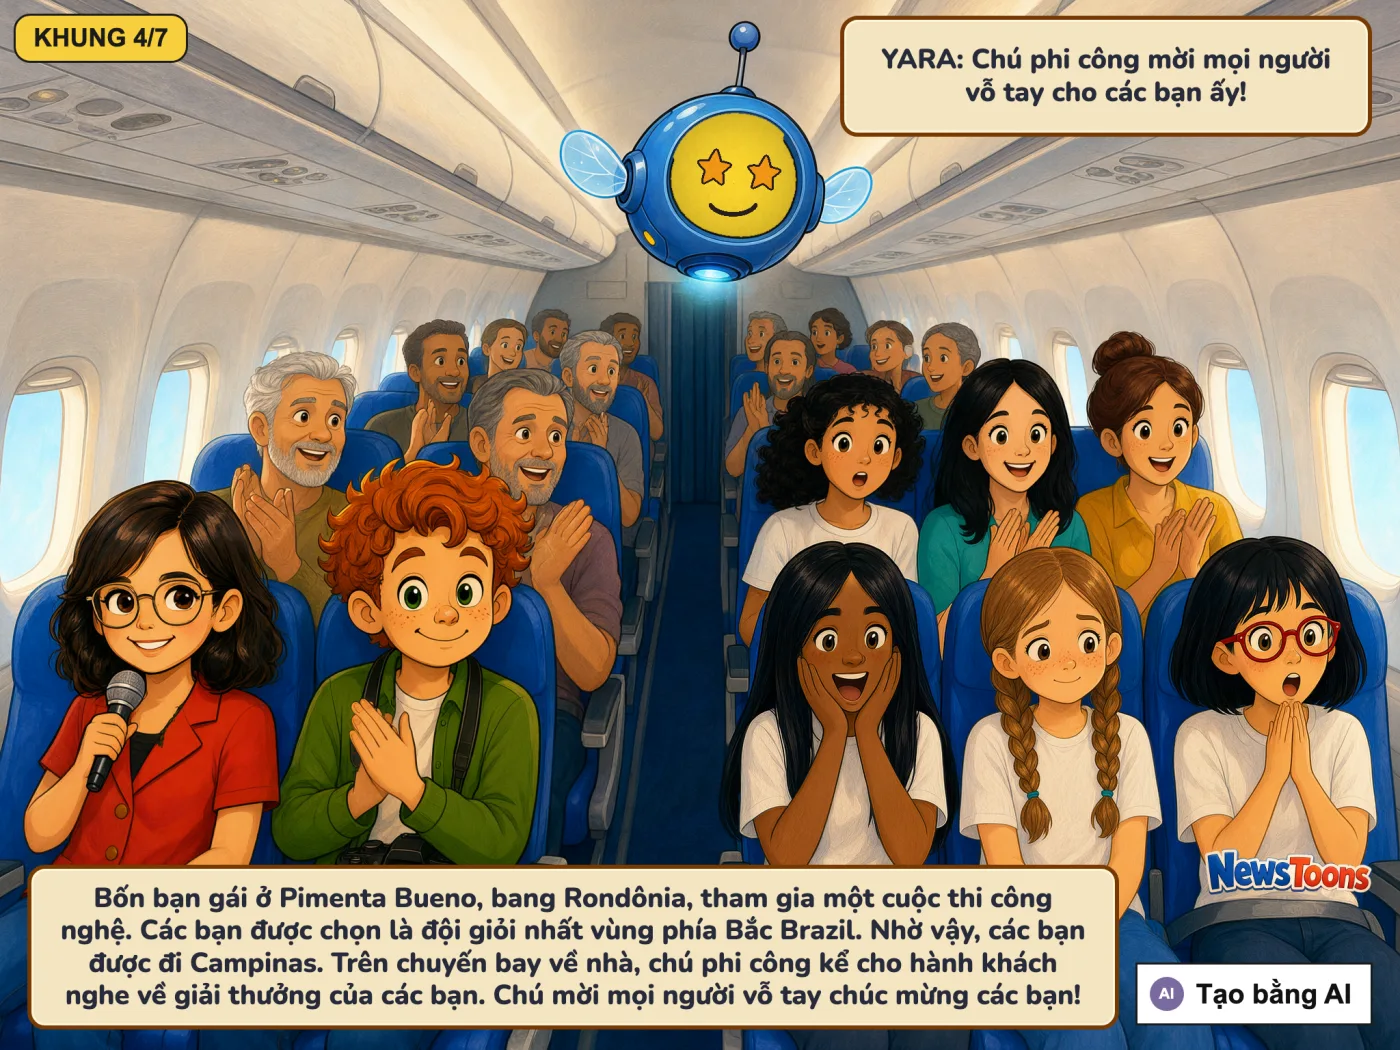 KHUNG 4/7
YARA: Chú phi công mời mọi người
vỗ tay cho các bạn ấy!
Bốn bạn gái ở Pimenta Bueno, bang Rondônia, tham gia một cuộc thi công
nghệ. Các bạn được chọn là đội giỏi nhất vùng phía Bắc Brazil. Nhờ vậy, các bạn
được đi Campinas. Trên chuyến bay về nhà, chú phi công kể cho hành khách
nghe về giải thưởng của các bạn. Chú mời mọi người vỗ tay chúc mừng các bạn!
NewsToons
AI Tạo bằng AI